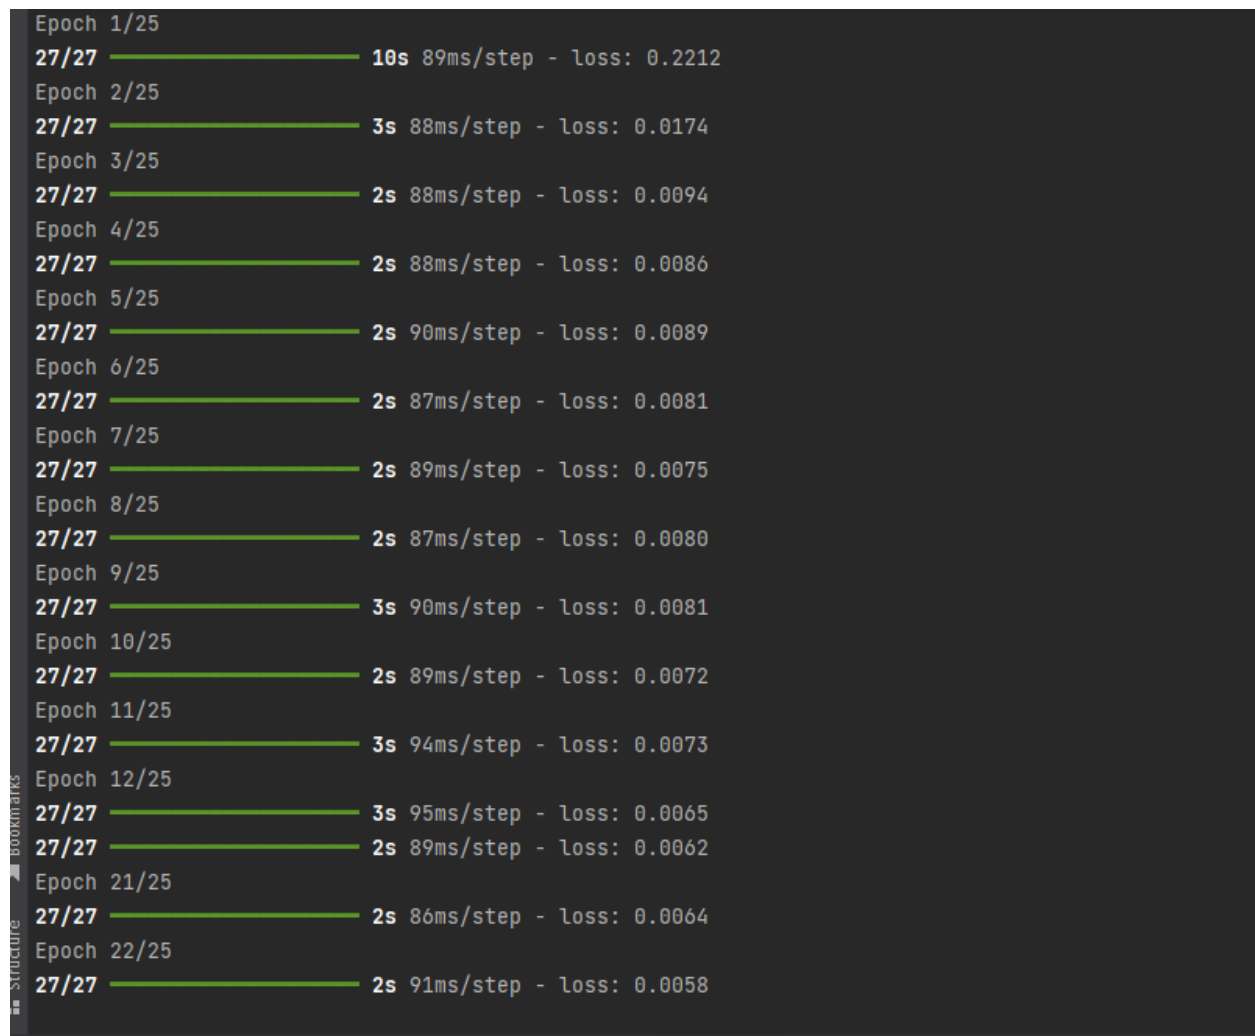 Epoch 1/25
27/27 ━━━━━━━━━━━━━━━━━━━━ 10s 89ms/step - loss: 0.2212
Epoch 2/25
27/27 ━━━━━━━━━━━━━━━━━━━━ 3s 88ms/step - loss: 0.0174
Epoch 3/25
27/27 ━━━━━━━━━━━━━━━━━━━━ 2s 88ms/step - loss: 0.0094
Epoch 4/25
27/27 ━━━━━━━━━━━━━━━━━━━━ 2s 88ms/step - loss: 0.0086
Epoch 5/25
27/27 ━━━━━━━━━━━━━━━━━━━━ 2s 90ms/step - loss: 0.0089
Epoch 6/25
27/27 ━━━━━━━━━━━━━━━━━━━━ 2s 87ms/step - loss: 0.0081
Epoch 7/25
27/27 ━━━━━━━━━━━━━━━━━━━━ 2s 89ms/step - loss: 0.0075
Epoch 8/25
27/27 ━━━━━━━━━━━━━━━━━━━━ 2s 87ms/step - loss: 0.0080
Epoch 9/25
27/27 ━━━━━━━━━━━━━━━━━━━━ 3s 90ms/step - loss: 0.0081
Epoch 10/25
27/27 ━━━━━━━━━━━━━━━━━━━━ 2s 89ms/step - loss: 0.0072
Epoch 11/25
27/27 ━━━━━━━━━━━━━━━━━━━━ 3s 94ms/step - loss: 0.0073
Epoch 12/25
27/27 ━━━━━━━━━━━━━━━━━━━━ 3s 95ms/step - loss: 0.0065
27/27 ━━━━━━━━━━━━━━━━━━━━ 2s 89ms/step - loss: 0.0062
Epoch 21/25
27/27 ━━━━━━━━━━━━━━━━━━━━ 2s 86ms/step - loss: 0.0064
Epoch 22/25
27/27 ━━━━━━━━━━━━━━━━━━━━ 2s 91ms/step - loss: 0.0058
Bookmarks
Structure